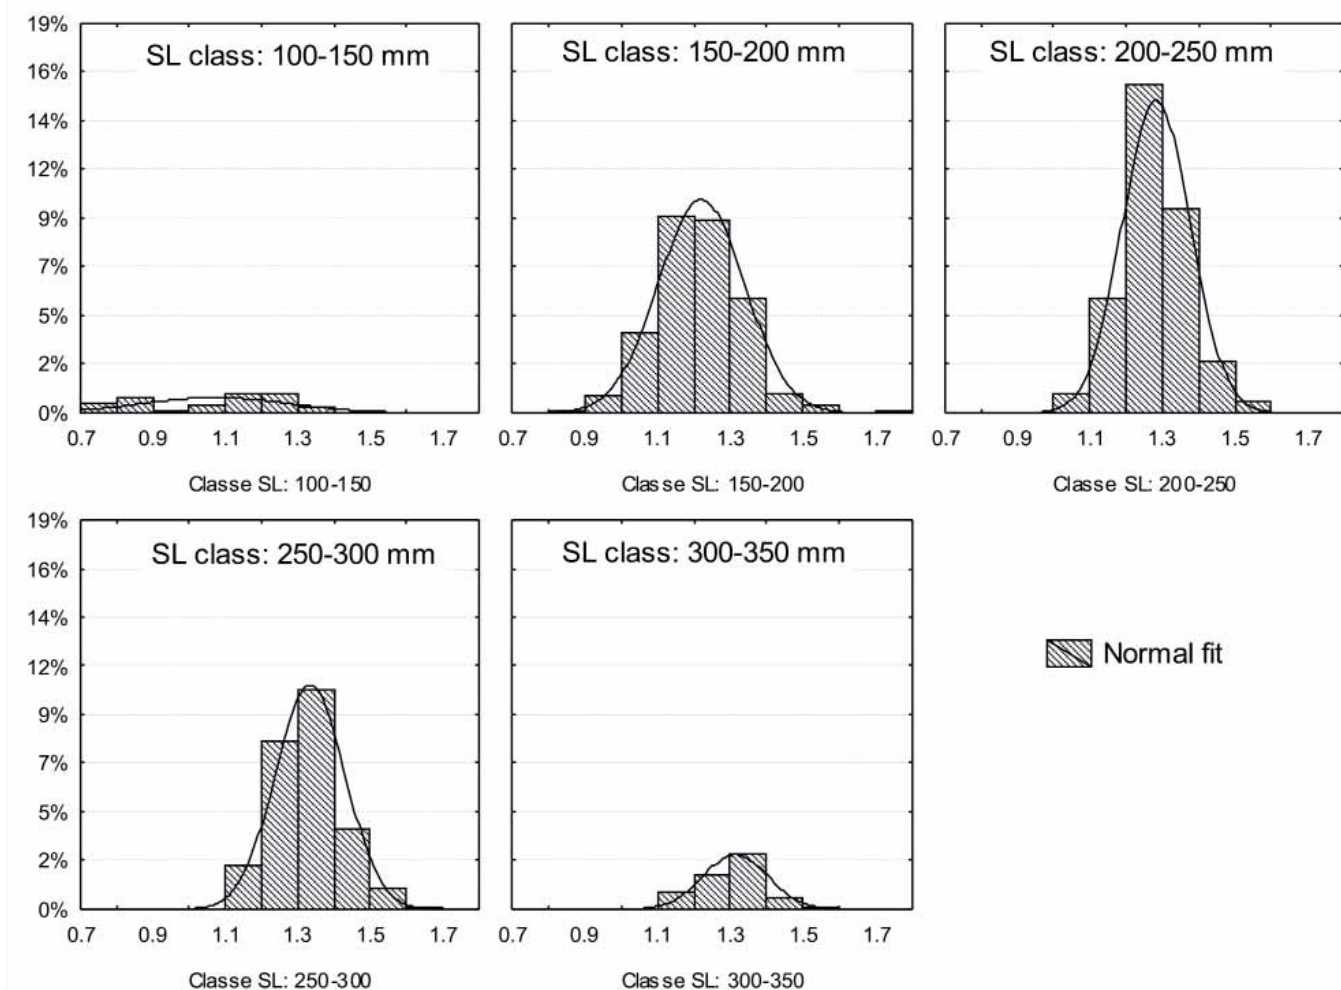 19%
16%
14%
12%
9%
7%
5%
2%
0%
SL class: 100-150 mm
0.7 0.9 1.1 1.3 1.5 1.7
Classe SL: 100-150
SL class: 150-200 mm
0.7 0.9 1.1 1.3 1.5 1.7
Classe SL: 150-200
SL class: 200-250 mm
0.7 0.9 1.1 1.3 1.5 1.7
Classe SL: 200-250
19%
16%
14%
12%
9%
7%
5%
2%
0%
SL class: 250-300 mm
0.7 0.9 1.1 1.3 1.5 1.7
Classe SL: 250-300
SL class: 300-350 mm
0.7 0.9 1.1 1.3 1.5 1.7
Classe SL: 300-350
Normal fit